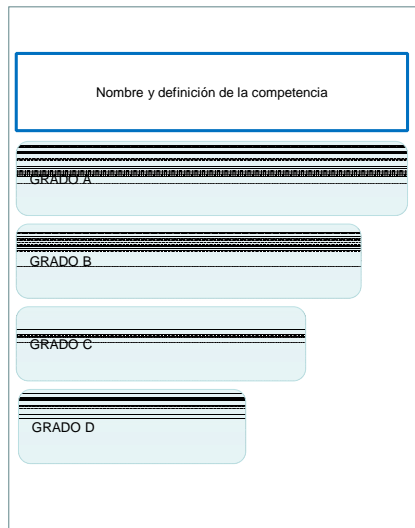 Nombre y definición de la competencia
GRADO A
GRADO B
GRADO C
GRADO D